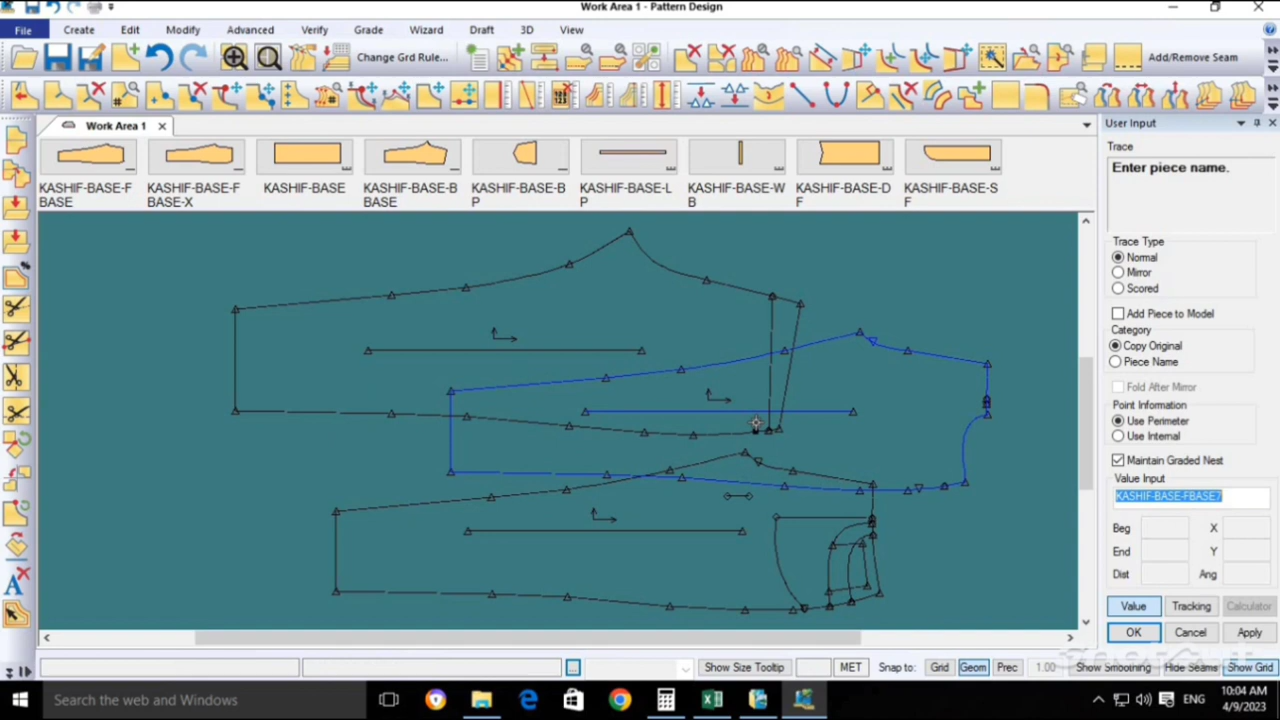 Work Area 1 - Pattern Design
File Create Edit Modify Advanced Verify Grade Wizard Draft 3D View
Change Grd Rule... Add/Remove Seam
Work Area 1
KASHIF-BASE-F
BASE
KASHIF-BASE-F
BASE-X
KASHIF-BASE
KASHIF-BASE-B
BASE
KASHIF-BASE-B
P
KASHIF-BASE-L
P
KASHIF-BASE-W
B
KASHIF-BASE-D
F
KASHIF-BASE-S
F
User Input
Trace
Enter piece name.
Trace Type
Normal
Mirror
Scored
Add Piece to Model
Category
Copy Original
Piece Name
Fold After Mirror
Point Information
Use Perimeter
Use Internal
Maintain Graded Nest
Value Input
KASHIF-BASE-FBASE7
Beg X
End Y
Dist Ang
Value Tracking Calculator
OK Cancel Apply
... Show Size Tooltip MET Snap to: Grid Geom Prec 1.00 Show Smoothing Hide Seams Show Grid
Search the web and Windows
ENG
10:04 AM
4/9/2023